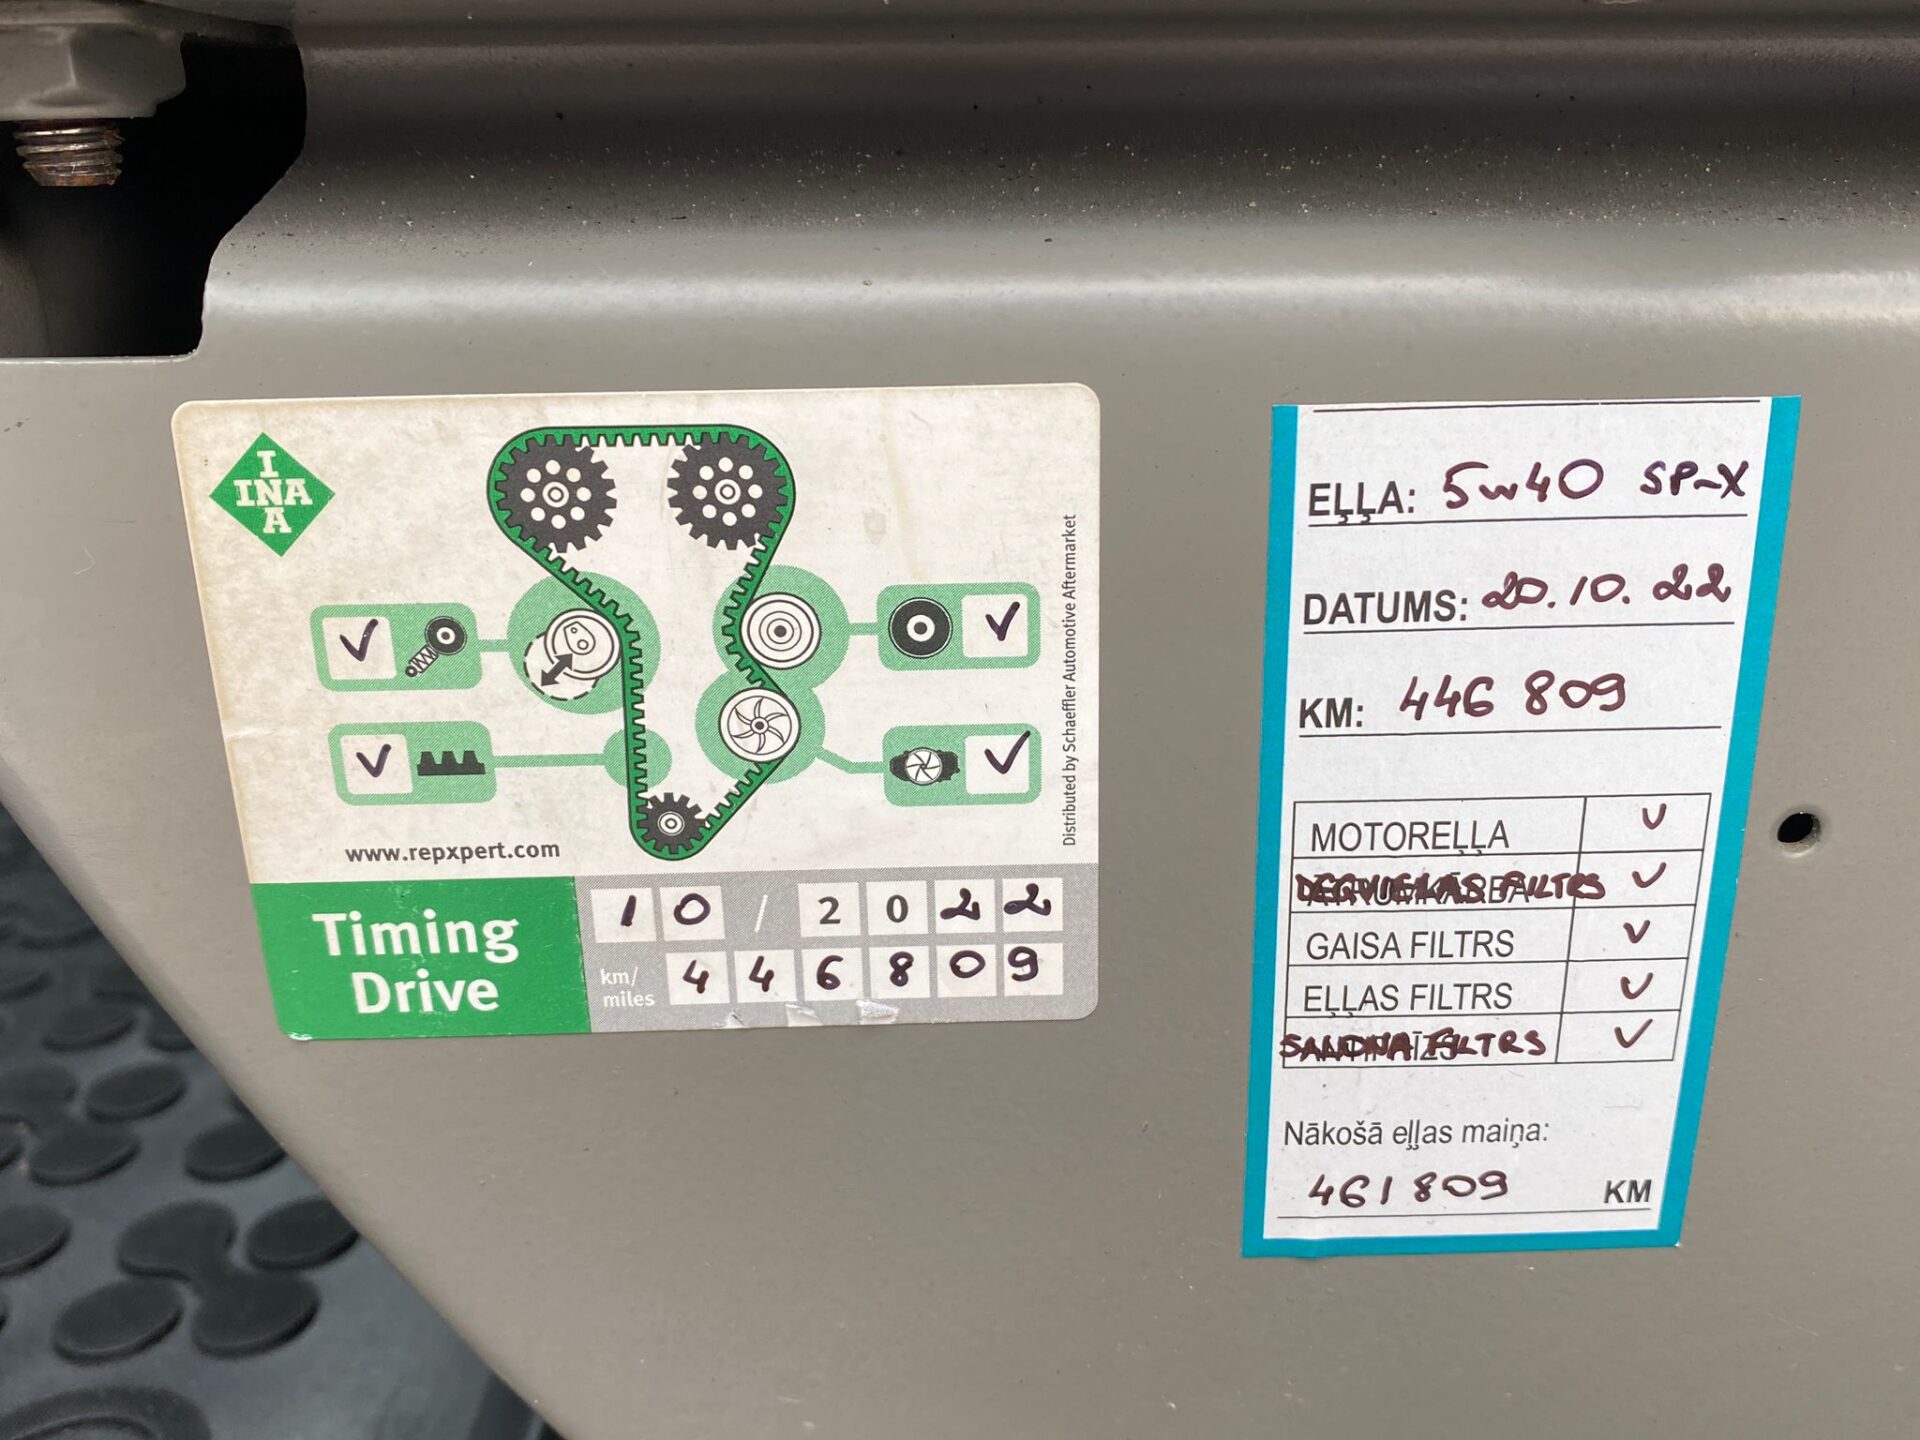 INA
INA
Distributed by Schaeffler Automotive Aftermarket
www.repxpert.com
Timing
Drive
10 / 2022
km/
miles
446809
EĻĻA: 5w40 SP-X
DATUMS: 20.10.22
KM: 446 809
MOTOREĻĻA
DEGVIELAS FILTRS
GAISA FILTRS
EĻĻAS FILTRS
SALONA FILTRS
Nākošā eļļas maiņa:
461809 KM